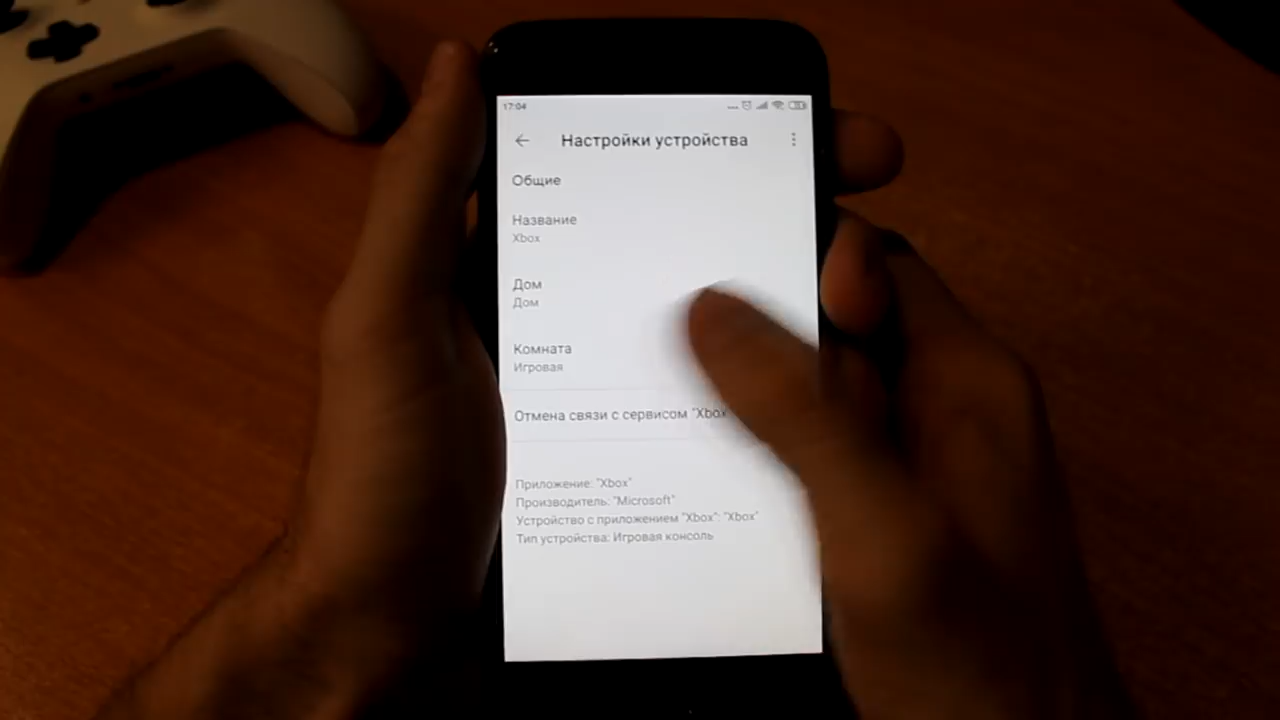 17:04
Настройки устройства
Общие
Название
Xbox
Дом
Дом
Комната
Игровая
Отмена связи с сервисом "Xbox
Приложение: "Xbox"
Производитель: "Microsoft"
Устройство с приложением "Xbox": "Xbox"
Тип устройства: Игровая консоль